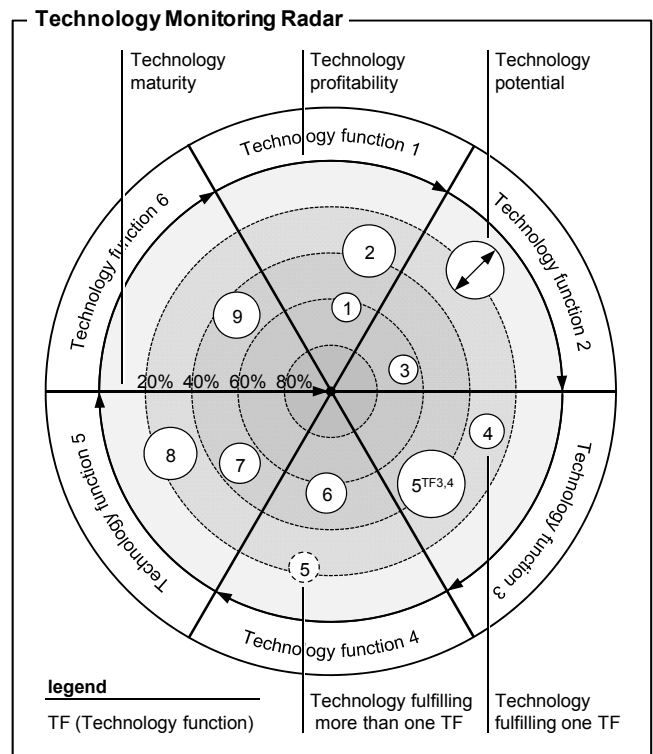 Technology Monitoring Radar
Technology
maturity
Technology
profitability
Technology
potential
Technology function 1
Technology function 2
Technology function 3
Technology function 4
Technology function 5
Technology function 6
2
1
9
3
20% 40% 60% 80%
4
8
7
5TF3,4
6
5
legend
TF (Technology function)
Technology fulfilling
more than one TF
Technology
fulfilling one TF